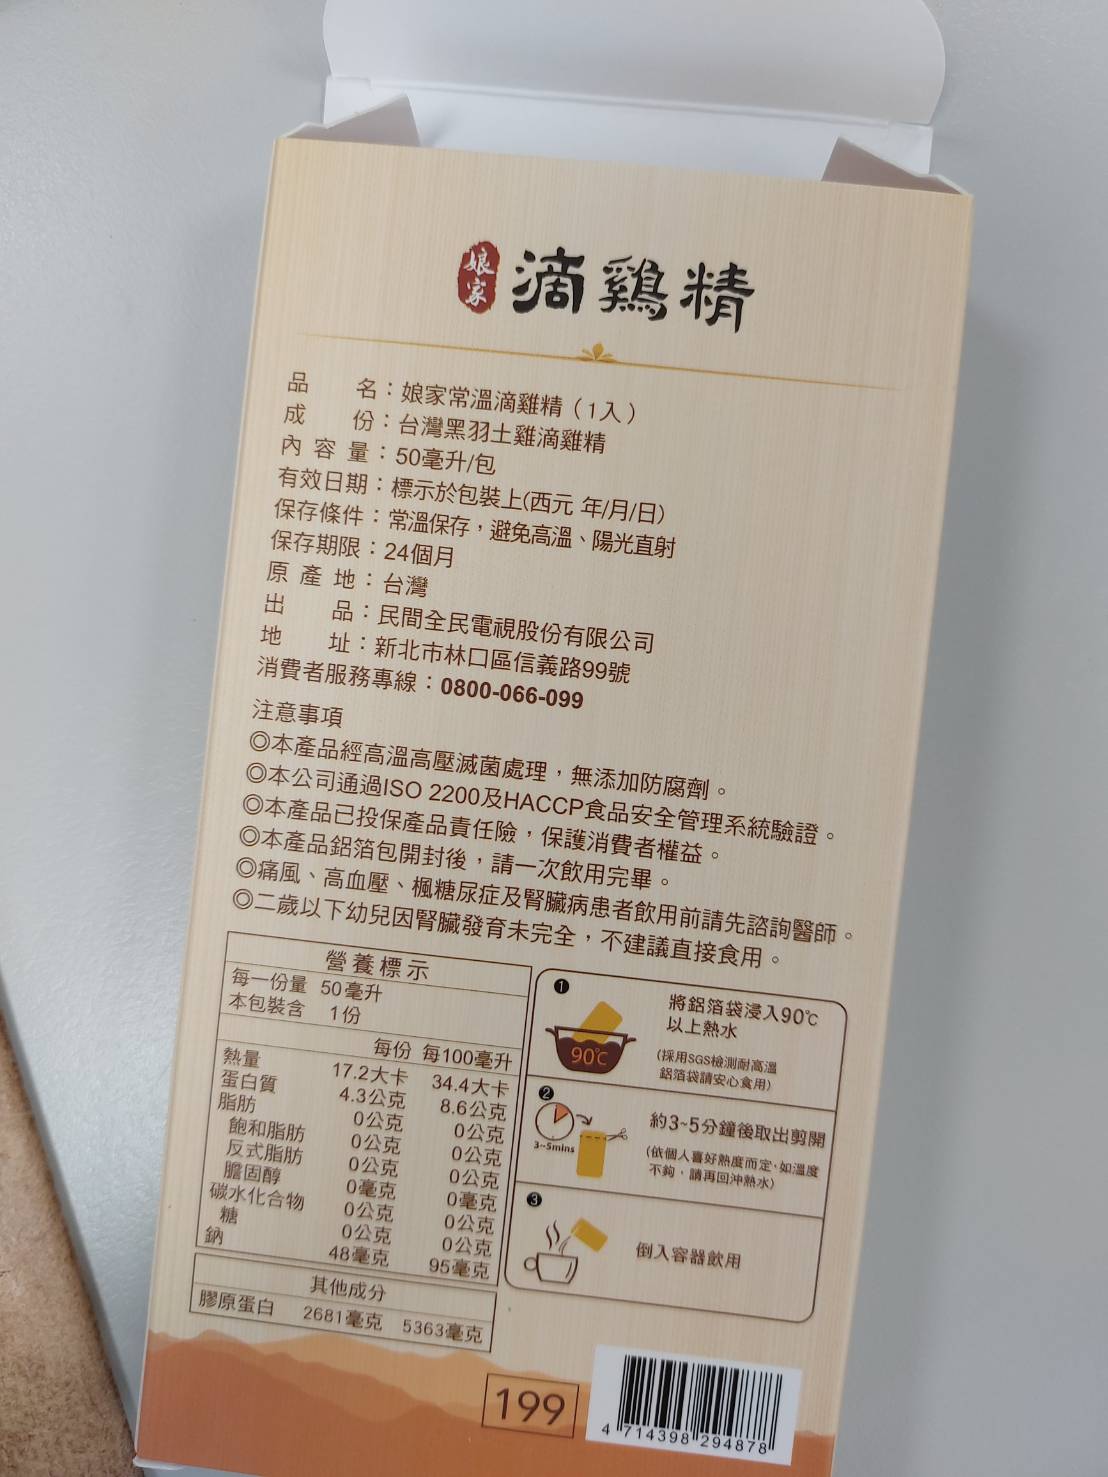 娘家 滴鷄精
品名：娘家常溫滴雞精（1入）
成份：台灣黑羽土雞滴雞精
內容量：50毫升/包
有效日期：標示於包裝上(西元 年/月/日)
保存條件：常溫保存，避免高溫、陽光直射
保存期限：24個月
原產地：台灣
出品：民間全民電視股份有限公司
地址：新北市林口區信義路99號
消費者服務專線：0800-066-099
注意事項
◎本產品經高溫高壓滅菌處理，無添加防腐劑。
◎本公司通過ISO 2200及HACCP食品安全管理系統驗證。
◎本產品已投保產品責任險，保護消費者權益。
◎本產品鋁箔包開封後，請一次飲用完畢。
◎痛風、高血壓、楓糖尿症及腎臟病患者飲用前請先諮詢醫師。
◎二歲以下幼兒因腎臟發育未完全，不建議直接食用。
營養標示
每一份量 50毫升
本包裝含 1份
每份 每100毫升
熱量 17.2大卡 34.4大卡
蛋白質 4.3公克 8.6公克
脂肪 0公克 0公克
飽和脂肪 0公克 0公克
反式脂肪 0公克 0公克
膽固醇 0毫克 0毫克
碳水化合物 0公克 0公克
糖 0公克 0公克
鈉 48毫克 95毫克
其他成分
膠原蛋白 2681毫克 5363毫克
1
90℃
將鋁箔袋浸入90℃
以上熱水
(採用SGS檢測耐高溫
鋁箔袋請安心食用)
2
3~5mins
約3~5分鐘後取出剪開
(依個人喜好熱度而定，如溫度
不夠，請再回沖熱水)
3
倒入容器飲用
199
4 714398 294878